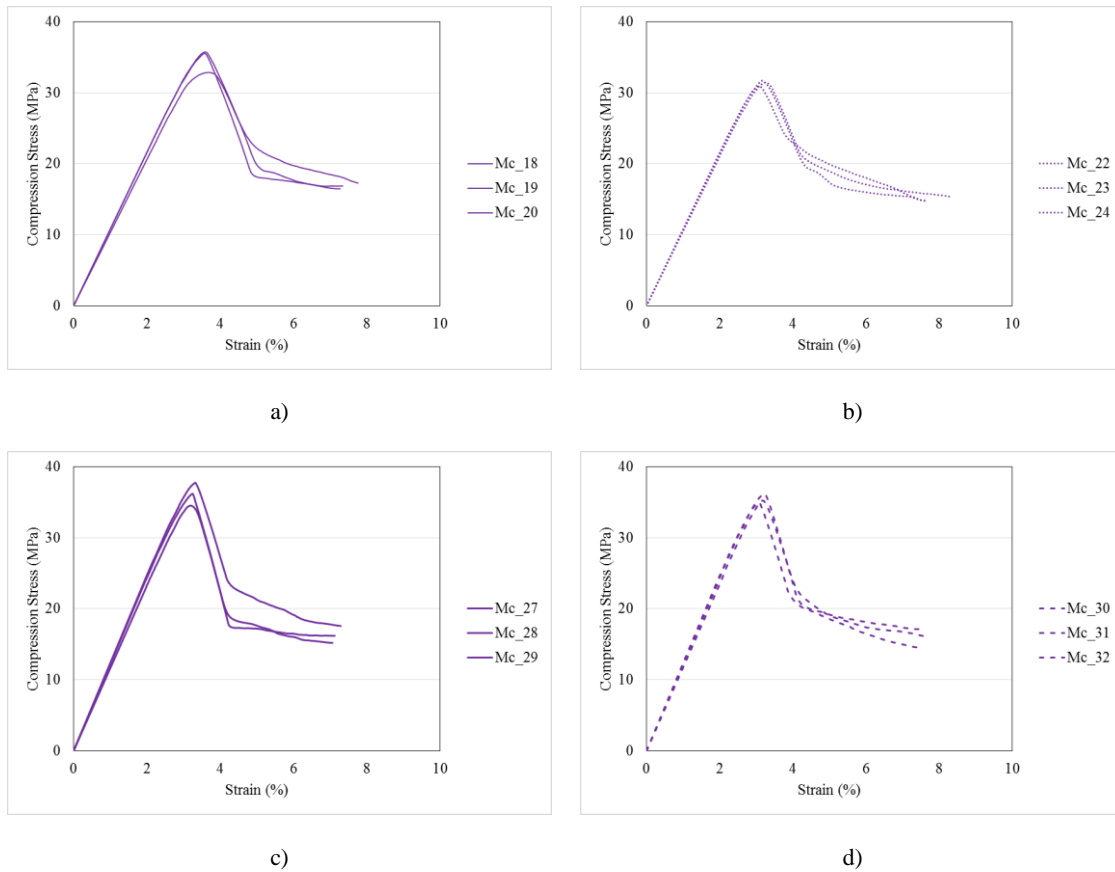 40
30
20
10
0
Compression Stress (MPa)
0 2 4 6 8 10
Strain (%)
Mc_18
Mc_19
Mc_20
a)
40
30
20
10
0
Compression Stress (MPa)
0 2 4 6 8 10
Strain (%)
Mc_22
Mc_23
Mc_24
b)
40
30
20
10
0
Compression Stress (MPa)
0 2 4 6 8 10
Strain (%)
Mc_27
Mc_28
Mc_29
c)
40
30
20
10
0
Compression Stress (MPa)
0 2 4 6 8 10
Strain (%)
Mc_30
Mc_31
Mc_32
d)